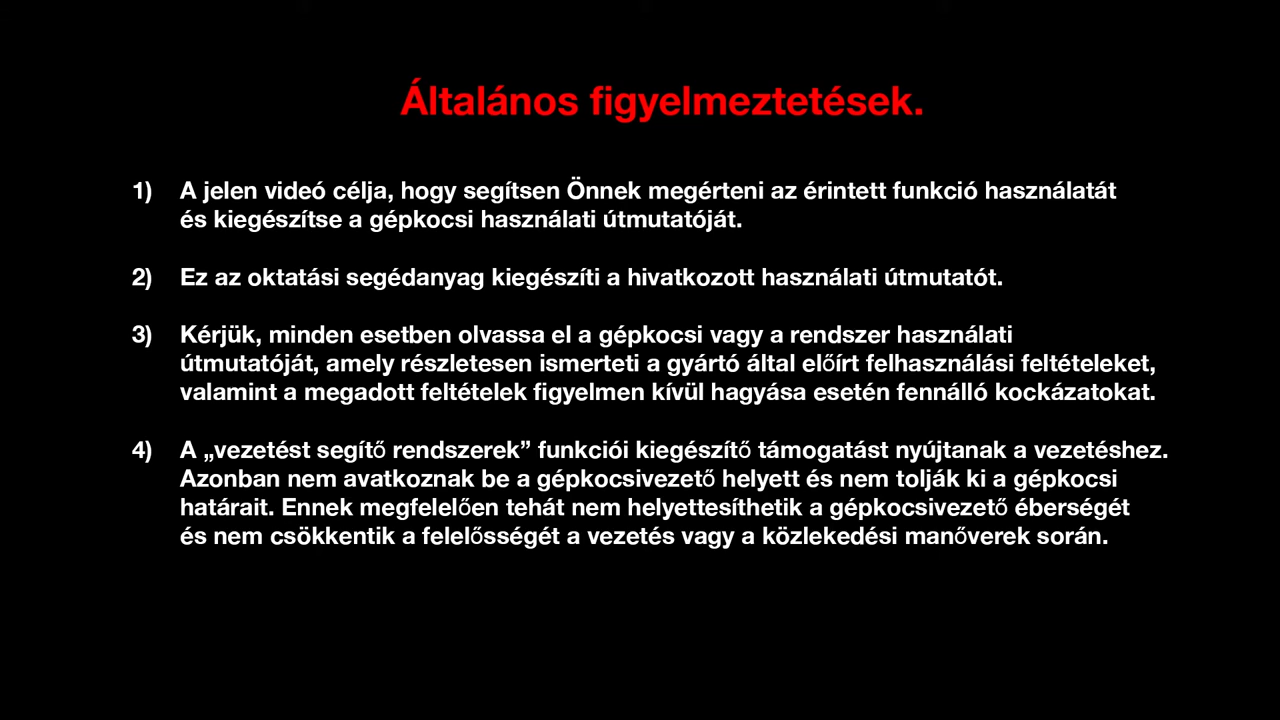 Általános figyelmeztetések.
1) A jelen videó célja, hogy segítsen Önnek megérteni az érintett funkció használatát
és kiegészítse a gépkocsi használati útmutatóját.
2) Ez az oktatási segédanyag kiegészíti a hivatkozott használati útmutatót.
3) Kérjük, minden esetben olvassa el a gépkocsi vagy a rendszer használati
útmutatóját, amely részletesen ismerteti a gyártó által előírt felhasználási feltételeket,
valamint a megadott feltételek figyelmen kívül hagyása esetén fennálló kockázatokat.
4) A „vezetést segítő rendszerek” funkciói kiegészítő támogatást nyújtanak a vezetéshez.
Azonban nem avatkoznak be a gépkocsivezető helyett és nem tolják ki a gépkocsi
határait. Ennek megfelelően tehát nem helyettesíthetik a gépkocsivezető éberségét
és nem csökkentik a felelősségét a vezetés vagy a közlekedési manőverek során.